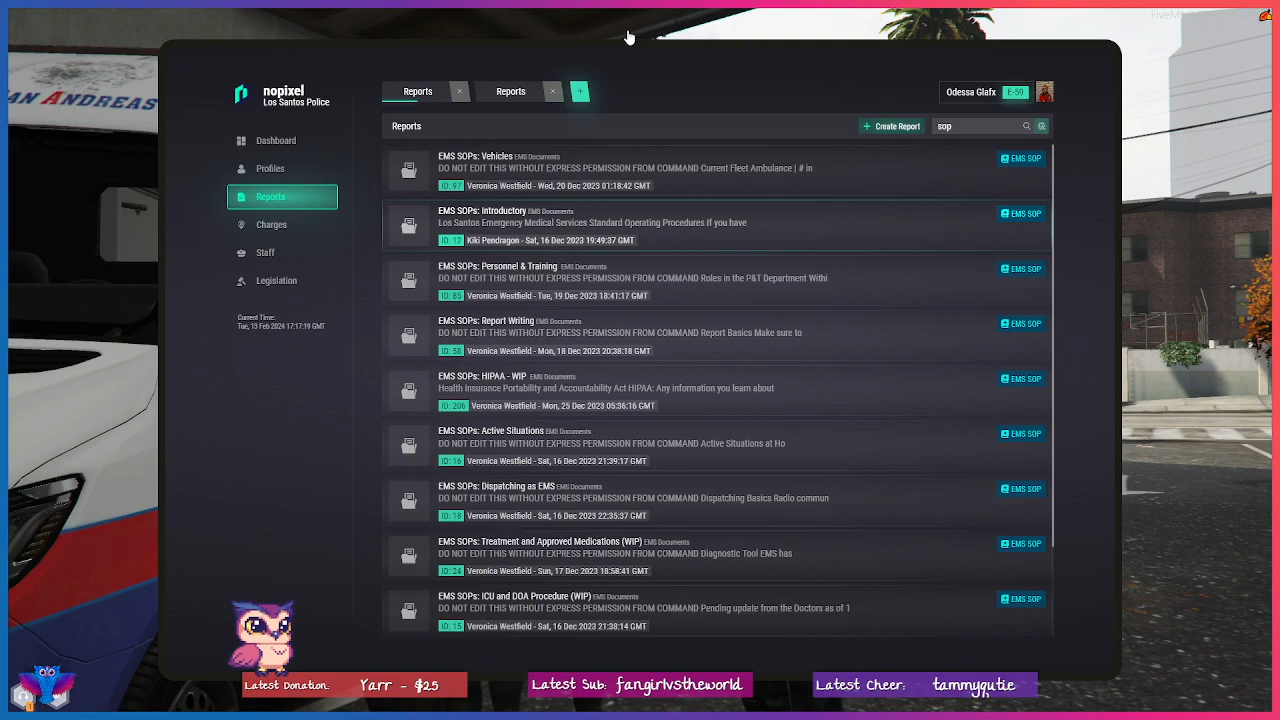 FiveM
AN ANDREAS
nopixel
Los Santos Police
Reports
Reports
Odessa Glafx
E-59
Dashboard
Profiles
Reports
Charges
Staff
Legislation
Current Time:
Tue, 13 Feb 2024 17:17:19 GMT
Reports
Create Report
sop
EMS SOPs: Vehicles EMS Documents
DO NOT EDIT THIS WITHOUT EXPRESS PERMISSION FROM COMMAND Current Fleet Ambulance | # in
ID: 97 Veronica Westfield - Wed, 20 Dec 2023 01:18:42 GMT
EMS SOP
EMS SOPs: Introductory EMS Documents
Los Santos Emergency Medical Services Standard Operating Procedures If you have
ID: 12 Kiki Pendragon - Sat, 16 Dec 2023 19:49:37 GMT
EMS SOP
EMS SOPs: Personnel & Training EMS Documents
DO NOT EDIT THIS WITHOUT EXPRESS PERMISSION FROM COMMAND Roles in the P&T Department Withi
ID: 85 Veronica Westfield - Tue, 19 Dec 2023 18:41:17 GMT
EMS SOP
EMS SOPs: Report Writing EMS Documents
DO NOT EDIT THIS WITHOUT EXPRESS PERMISSION FROM COMMAND Report Basics Make sure to
ID: 58 Veronica Westfield - Mon, 18 Dec 2023 20:38:18 GMT
EMS SOP
EMS SOPs: HIPAA - WIP EMS Documents
Health Insurance Portability and Accountability Act HIPAA: Any information you learn about
ID: 206 Veronica Westfield - Mon, 25 Dec 2023 05:36:16 GMT
EMS SOP
EMS SOPs: Active Situations EMS Documents
DO NOT EDIT THIS WITHOUT EXPRESS PERMISSION FROM COMMAND Active Situations at Ho
ID: 16 Veronica Westfield - Sat, 16 Dec 2023 21:39:17 GMT
EMS SOP
EMS SOPs: Dispatching as EMS EMS Documents
DO NOT EDIT THIS WITHOUT EXPRESS PERMISSION FROM COMMAND Dispatching Basics Radio commun
ID: 18 Veronica Westfield - Sat, 16 Dec 2023 22:35:37 GMT
EMS SOP
EMS SOPs: Treatment and Approved Medications (WIP) EMS Documents
DO NOT EDIT THIS WITHOUT EXPRESS PERMISSION FROM COMMAND Diagnostic Tool EMS has
ID: 24 Veronica Westfield - Sun, 17 Dec 2023 18:58:41 GMT
EMS SOP
EMS SOPs: ICU and DOA Procedure (WIP) EMS Documents
DO NOT EDIT THIS WITHOUT EXPRESS PERMISSION FROM COMMAND Pending update from the Doctors as of 1
ID: 15 Veronica Westfield - Sat, 16 Dec 2023 21:38:14 GMT
EMS SOP
Latest Donation: Yarr - $25
Latest Sub: fangirlvstheworld
Latest Cheer: tammyqutie